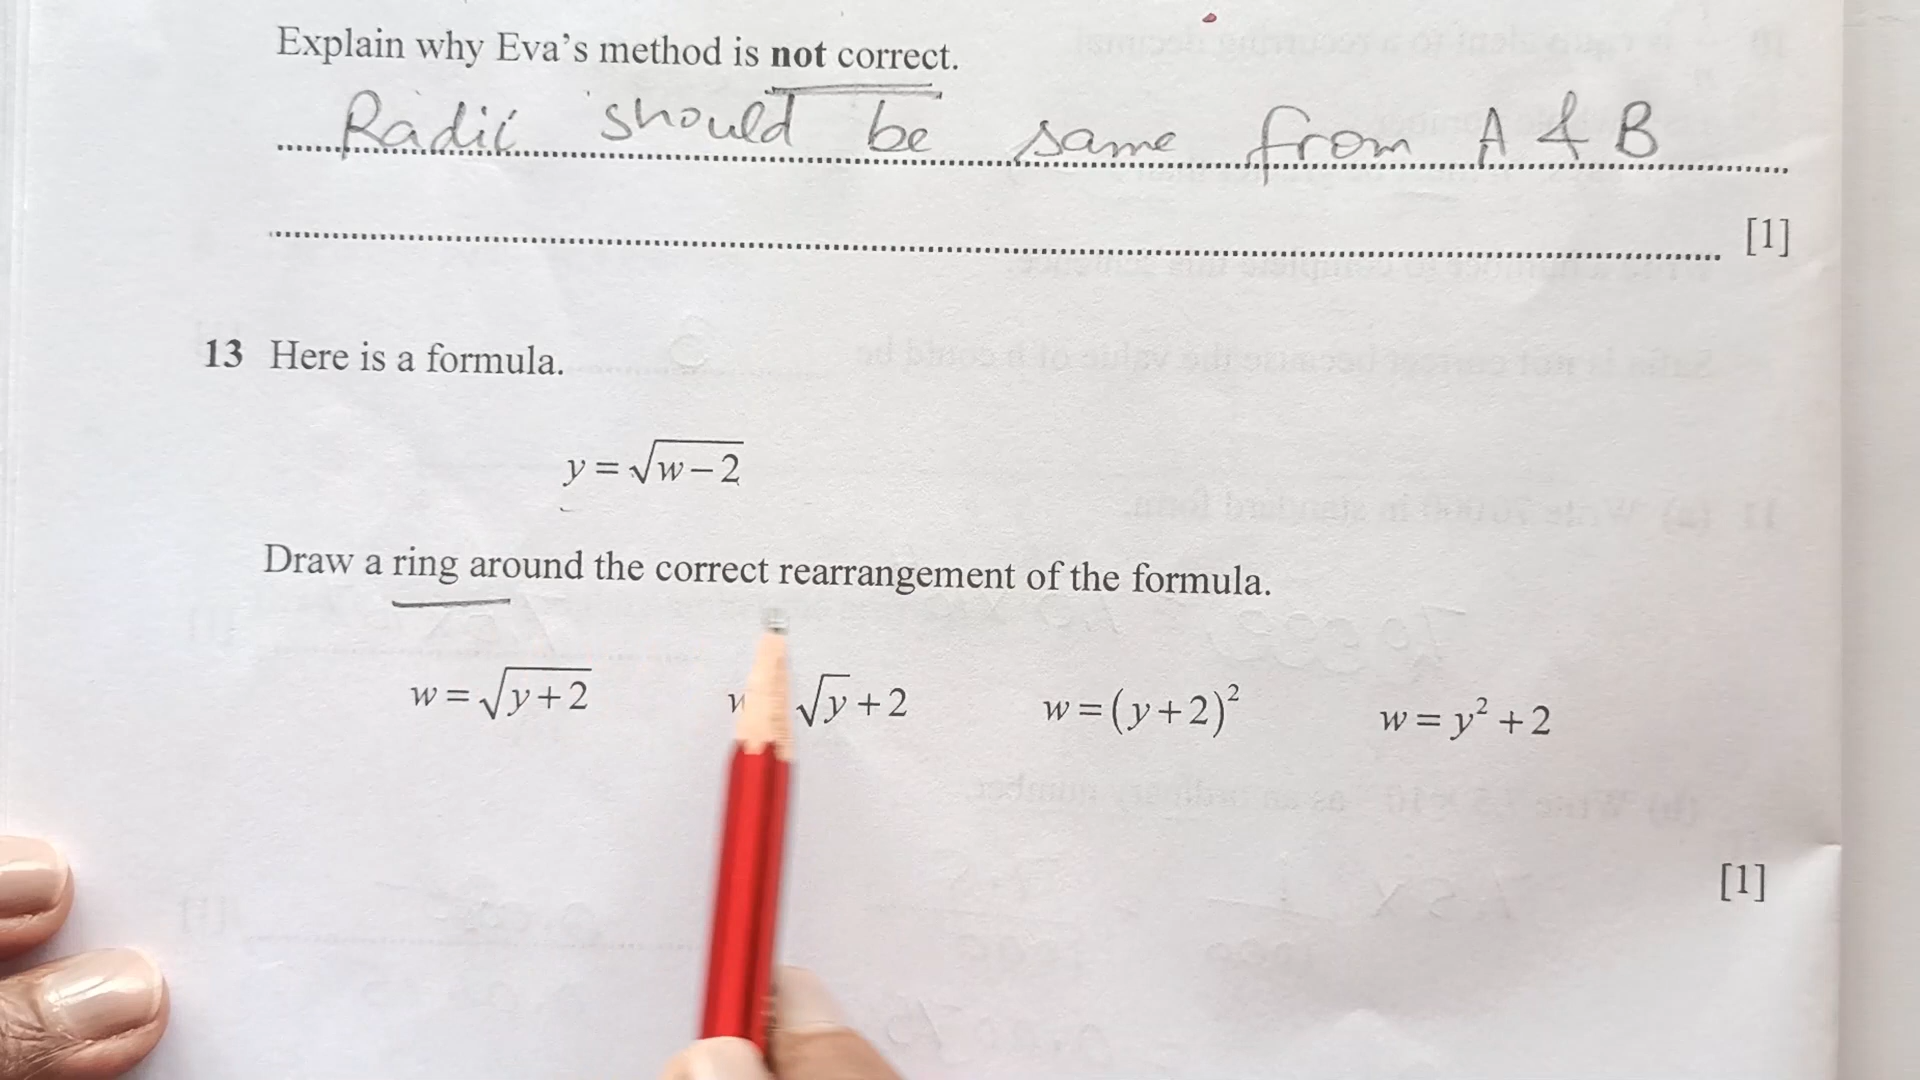 Explain why Eva's method is not correct.
Radii should be same from A & B
[1]
13 Here is a formula.
y = √(w − 2)
Draw a ring around the correct rearrangement of the formula.
w = √(y + 2) √y + 2 w = (y + 2)² w = y² + 2
[1]